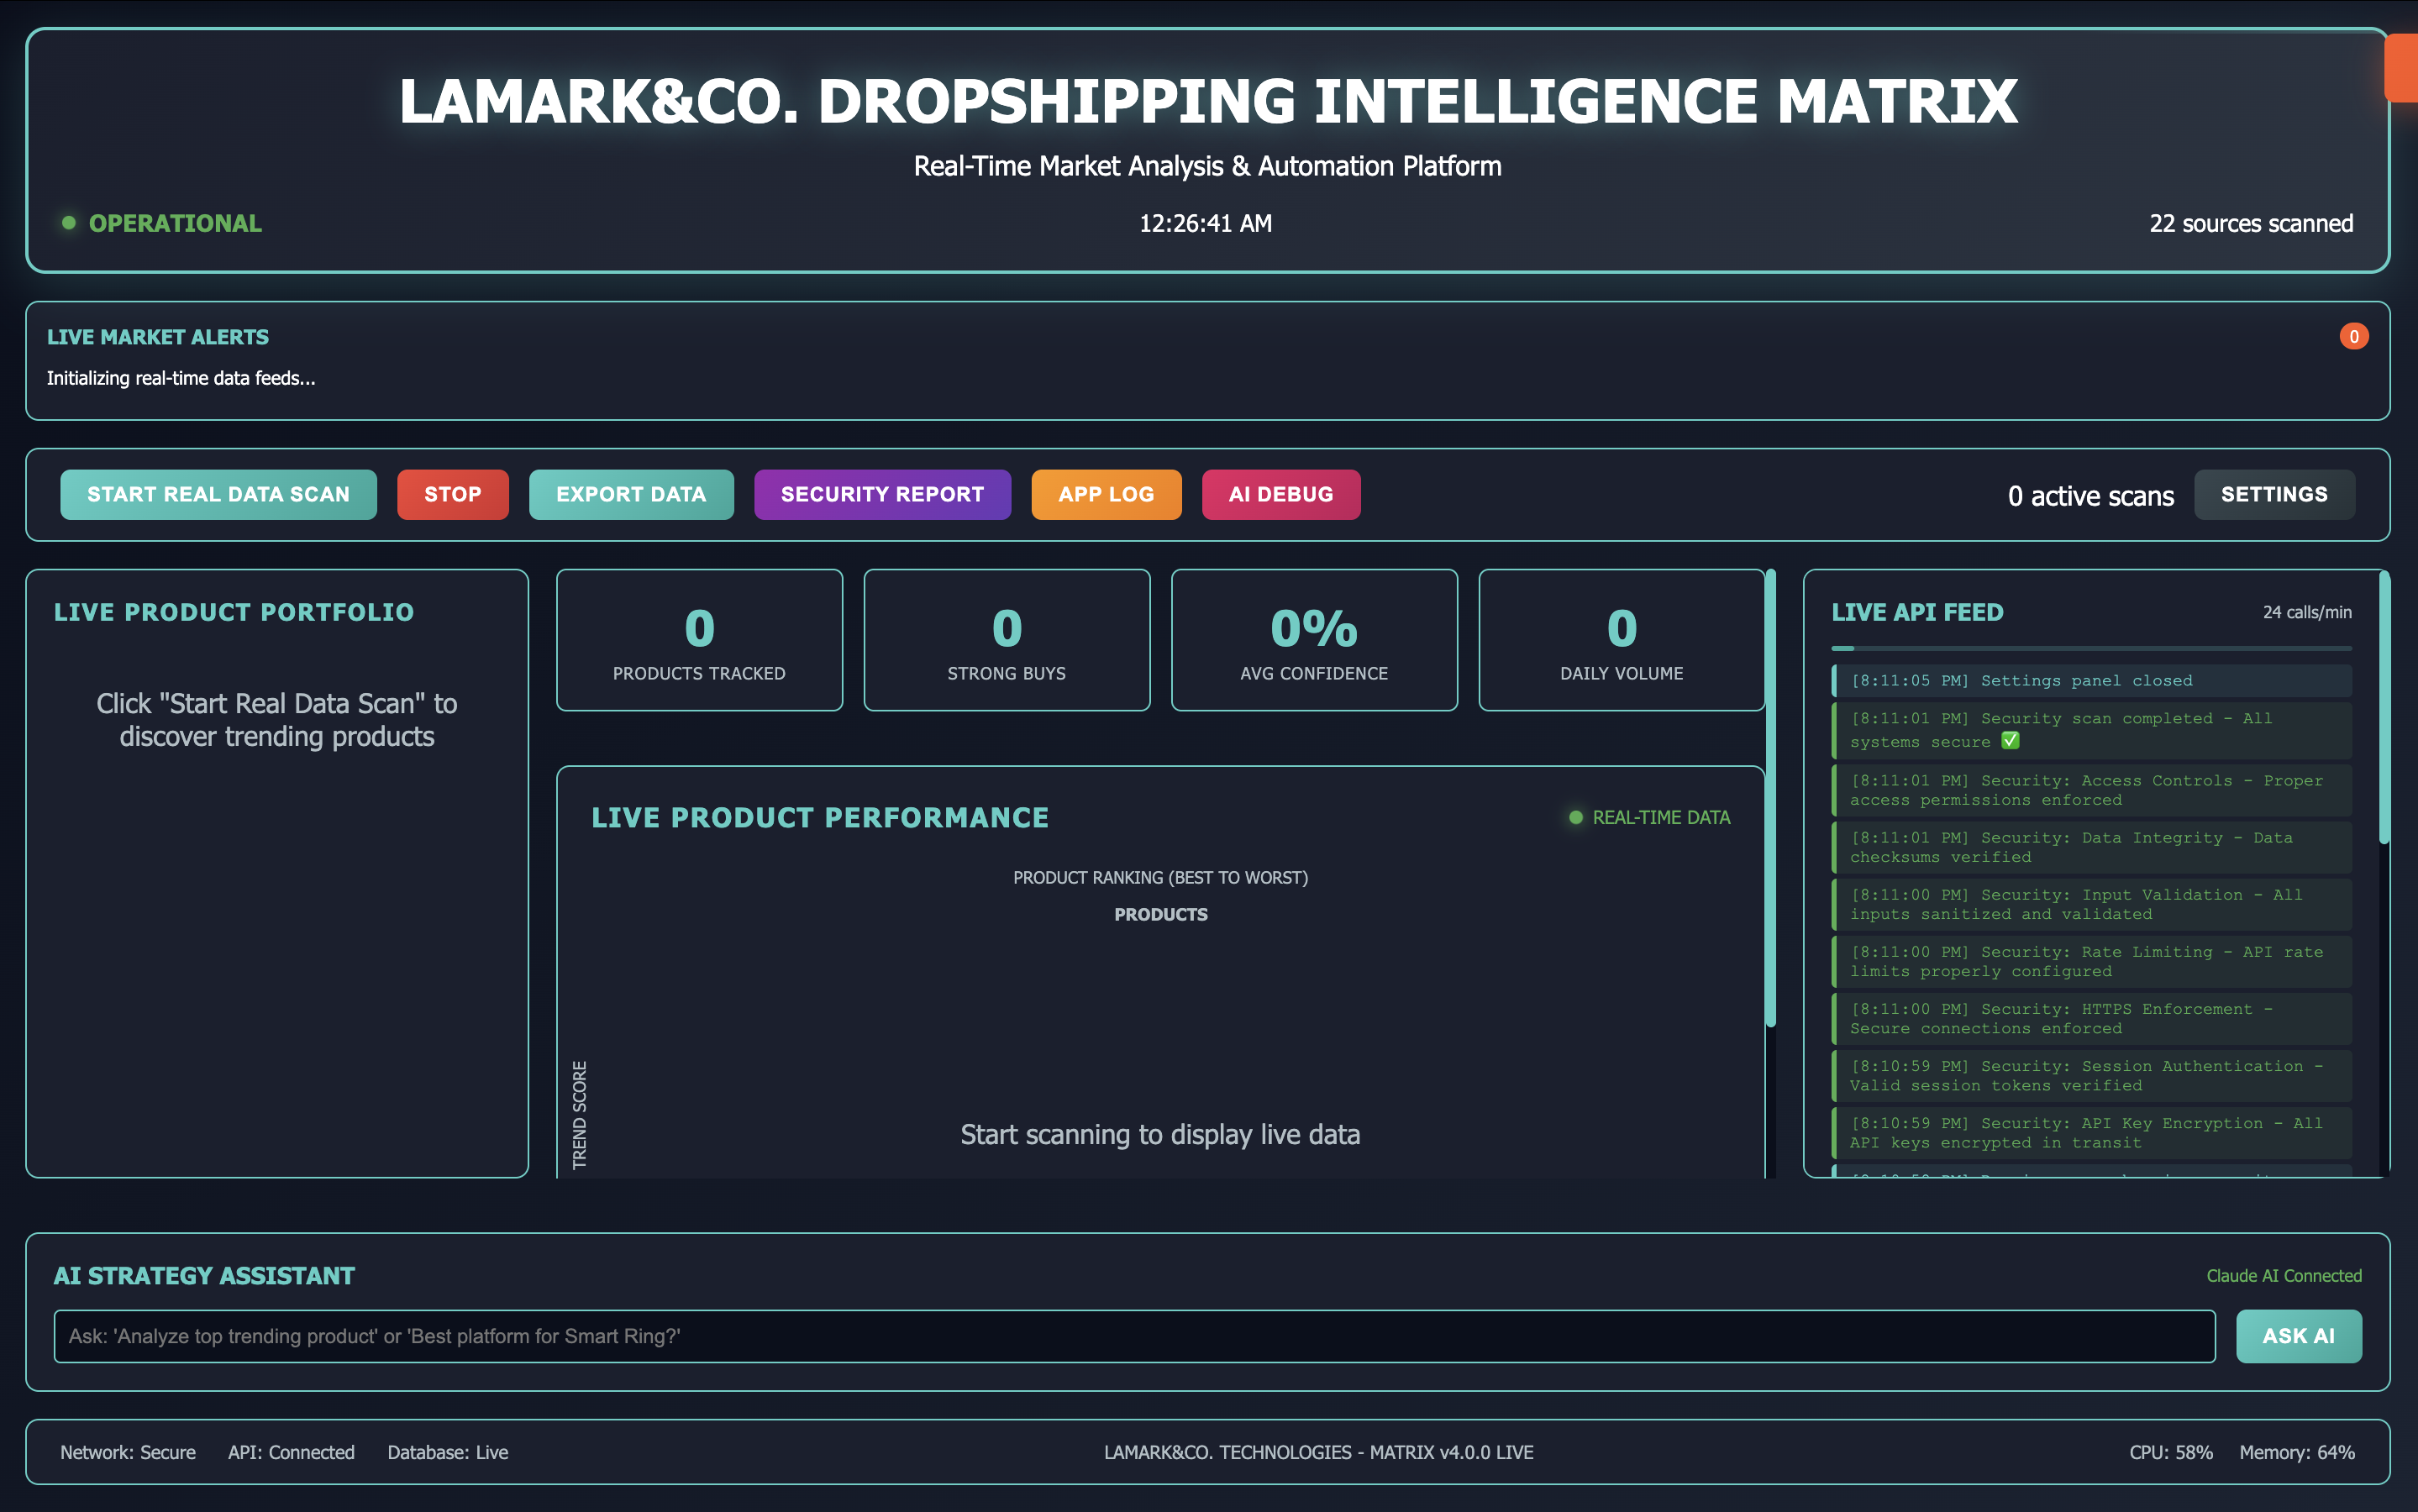 LAMARK&CO. DROPSHIPPING INTELLIGENCE MATRIX
Real-Time Market Analysis & Automation Platform
OPERATIONAL
12:26:41 AM
22 sources scanned
LIVE MARKET ALERTS
0
Initializing real-time data feeds...
START REAL DATA SCAN
STOP
EXPORT DATA
SECURITY REPORT
APP LOG
AI DEBUG
0 active scans
SETTINGS
LIVE PRODUCT PORTFOLIO
Click "Start Real Data Scan" to
discover trending products
0
PRODUCTS TRACKED
0
STRONG BUYS
0%
AVG CONFIDENCE
0
DAILY VOLUME
LIVE PRODUCT PERFORMANCE
REAL-TIME DATA
PRODUCT RANKING (BEST TO WORST)
PRODUCTS
TREND SCORE
Start scanning to display live data
LIVE API FEED
24 calls/min
[8:11:05 PM] Settings panel closed
[8:11:01 PM] Security scan completed - All
systems secure ✅
[8:11:01 PM] Security: Access Controls - Proper
access permissions enforced
[8:11:01 PM] Security: Data Integrity - Data
checksums verified
[8:11:00 PM] Security: Input Validation - All
inputs sanitized and validated
[8:11:00 PM] Security: Rate Limiting - API rate
limits properly configured
[8:11:00 PM] Security: HTTPS Enforcement -
Secure connections enforced
[8:10:59 PM] Security: Session Authentication -
Valid session tokens verified
[8:10:59 PM] Security: API Key Encryption - All
API keys encrypted in transit
AI STRATEGY ASSISTANT
Claude AI Connected
Ask: 'Analyze top trending product' or 'Best platform for Smart Ring?'
ASK AI
Network: Secure
API: Connected
Database: Live
LAMARK&CO. TECHNOLOGIES - MATRIX v4.0.0 LIVE
CPU: 58%
Memory: 64%